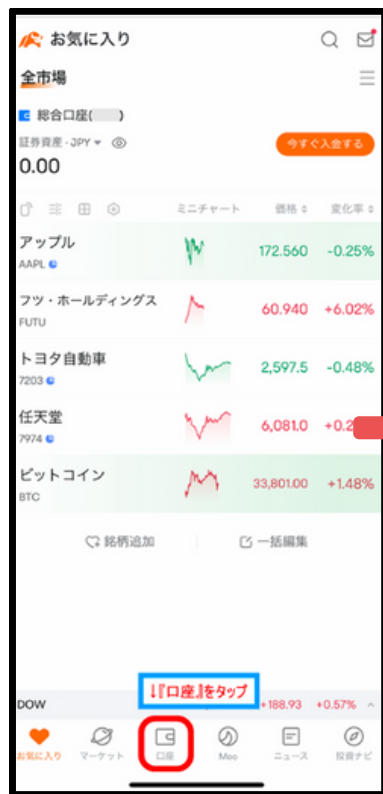 お気に入り
全市場
総合口座( )
証券資産・JPY
今すぐ入金する
0.00
ミニチャート 価格 変化率
アップル
172.560 -0.25%
AAPL
フツ・ホールディングス
60.940 +6.02%
FUTU
トヨタ自動車
2,597.5 -0.48%
7203
任天堂
6,081.0 +0.2
7974
ビットコイン
33,801.00 +1.48%
BTC
銘柄追加 一括編集
↓『口座』をタップ
DOW +188.93 +0.57%
お気に入り マーケット 口座 Moo ニュース 投資ナビ